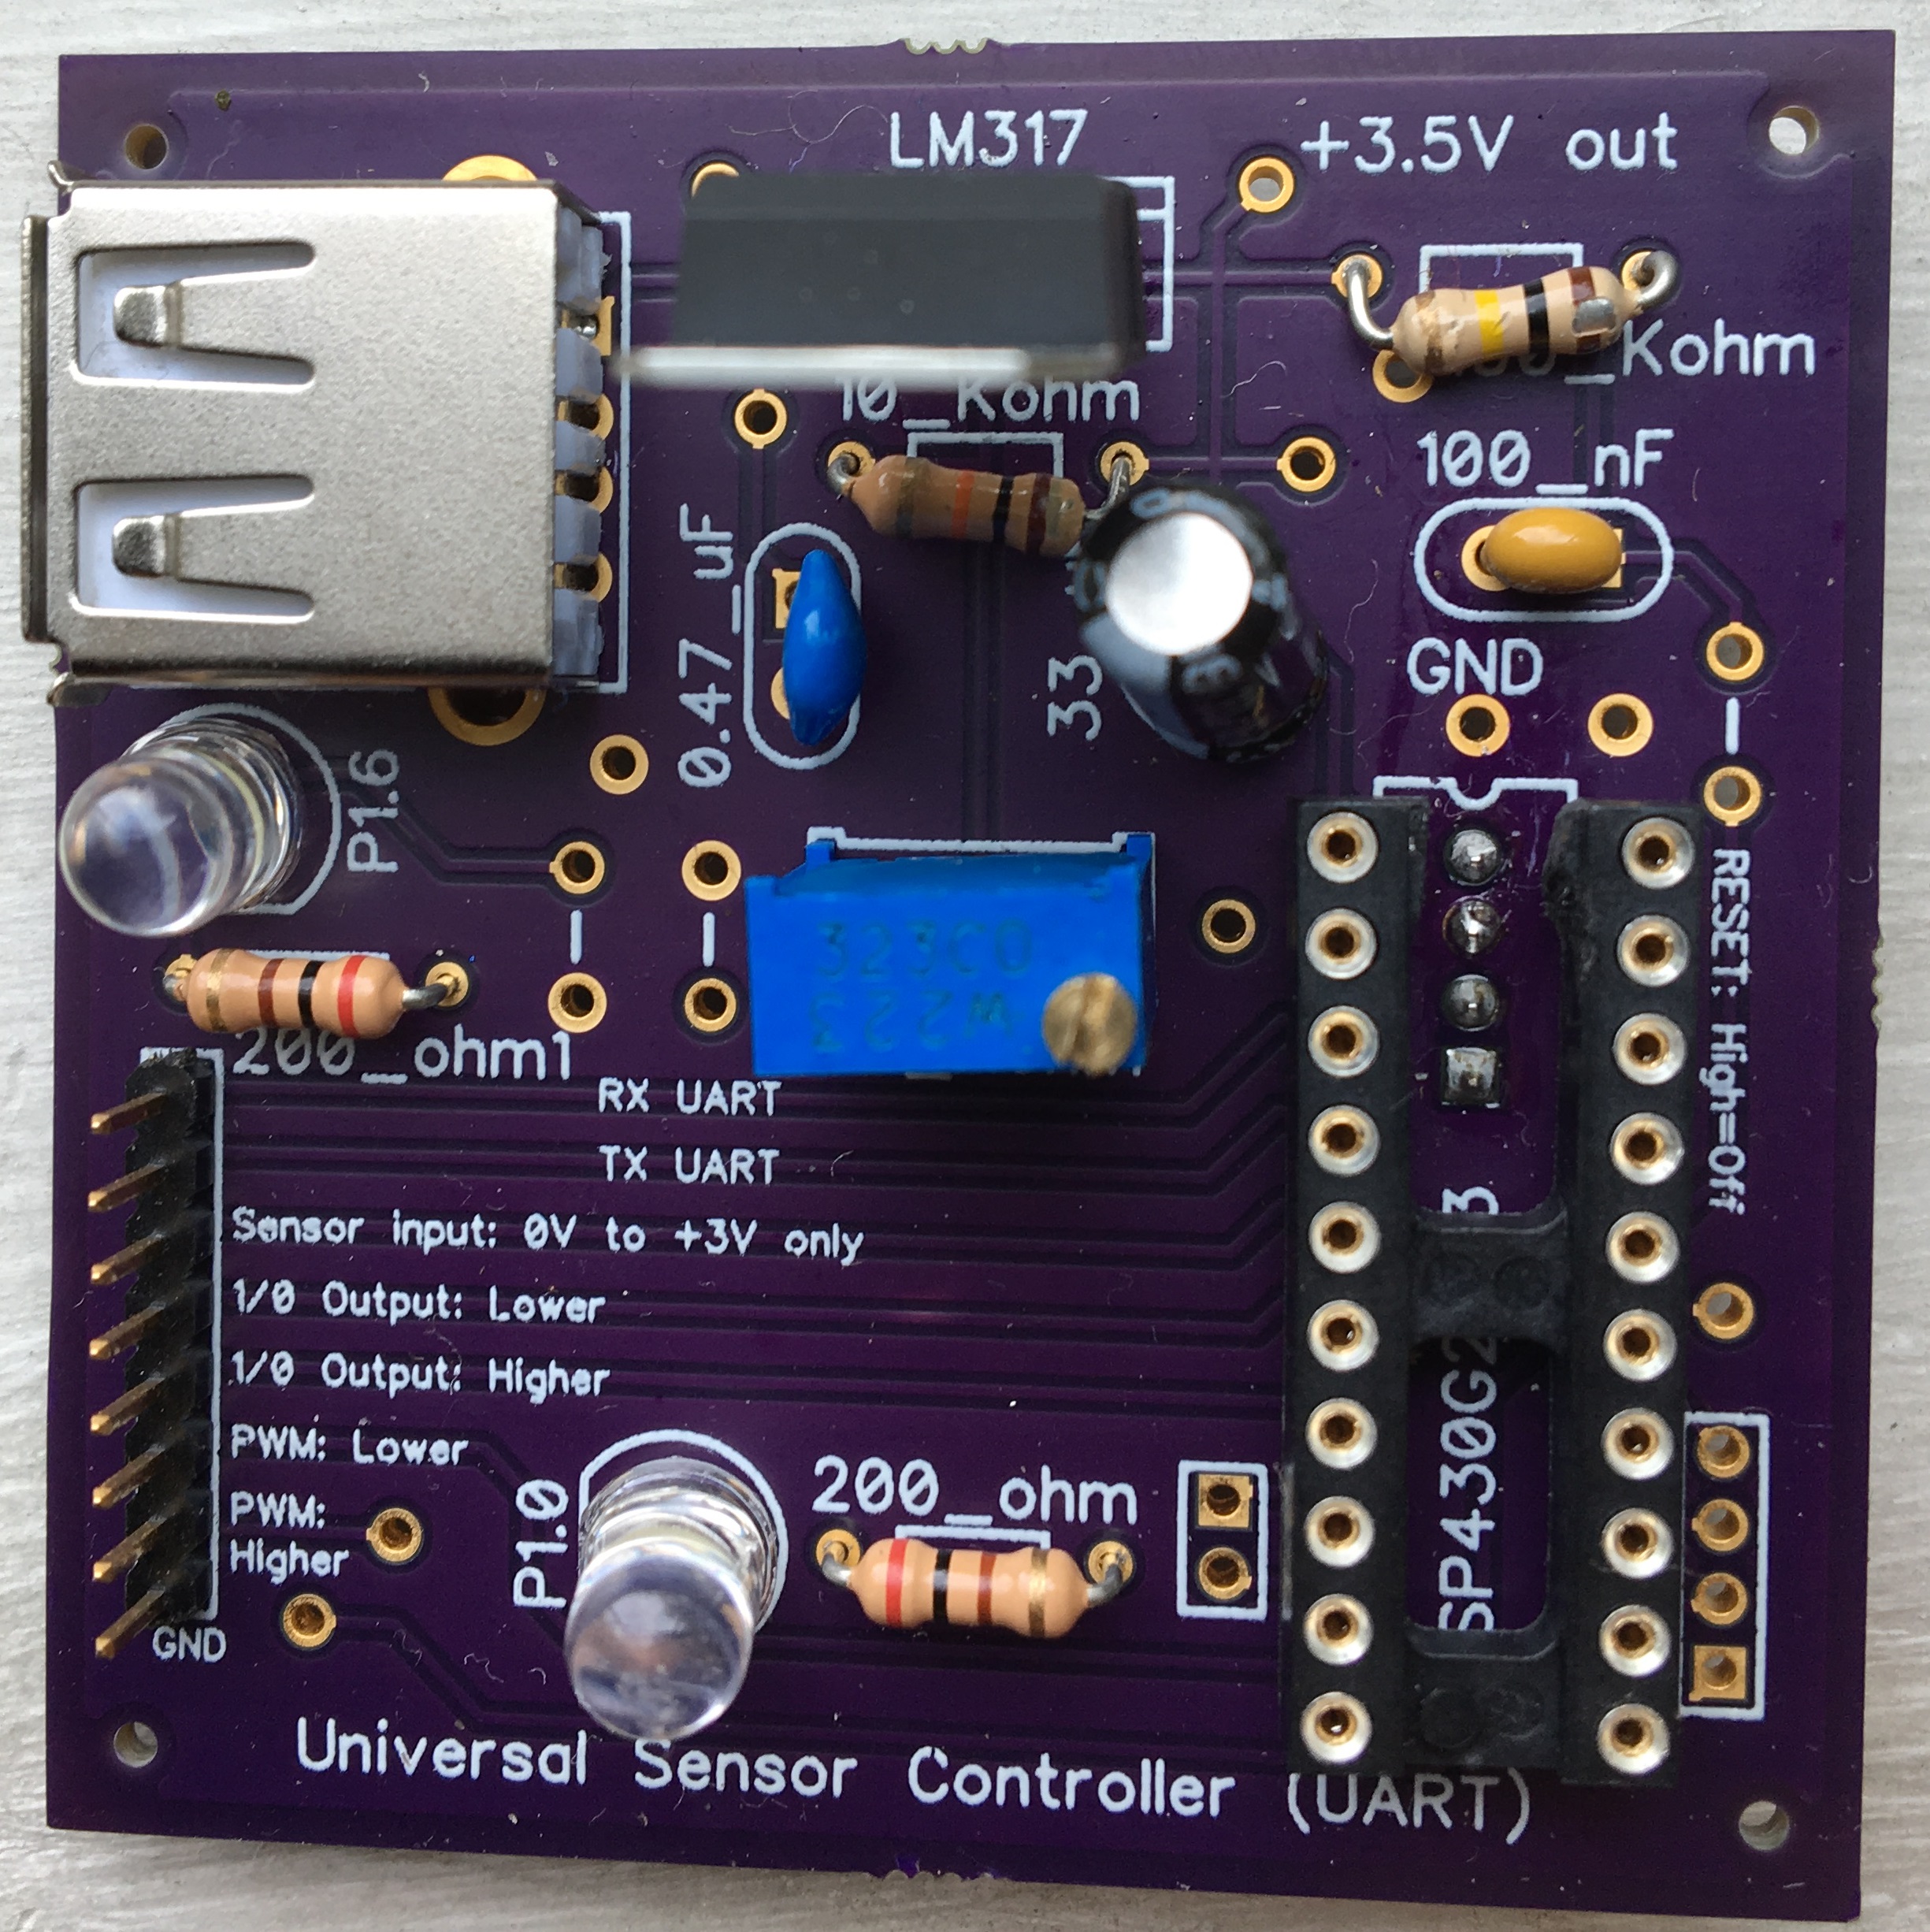 LM317
+3.5V out
Kohm
10_Kohm
100_nF
0.47_uF
33
GND
P1.6
323C0
RESET: High=Off
200_ohm1
RX UART
TX UART
Sensor input: 0V to +3V only
1/0 Output: Lower
1/0 Output: Higher
PWM: Lower
PWM:
Higher
GND
P1.0
200_ohm
SP430G2
3
Universal Sensor Controller (UART)